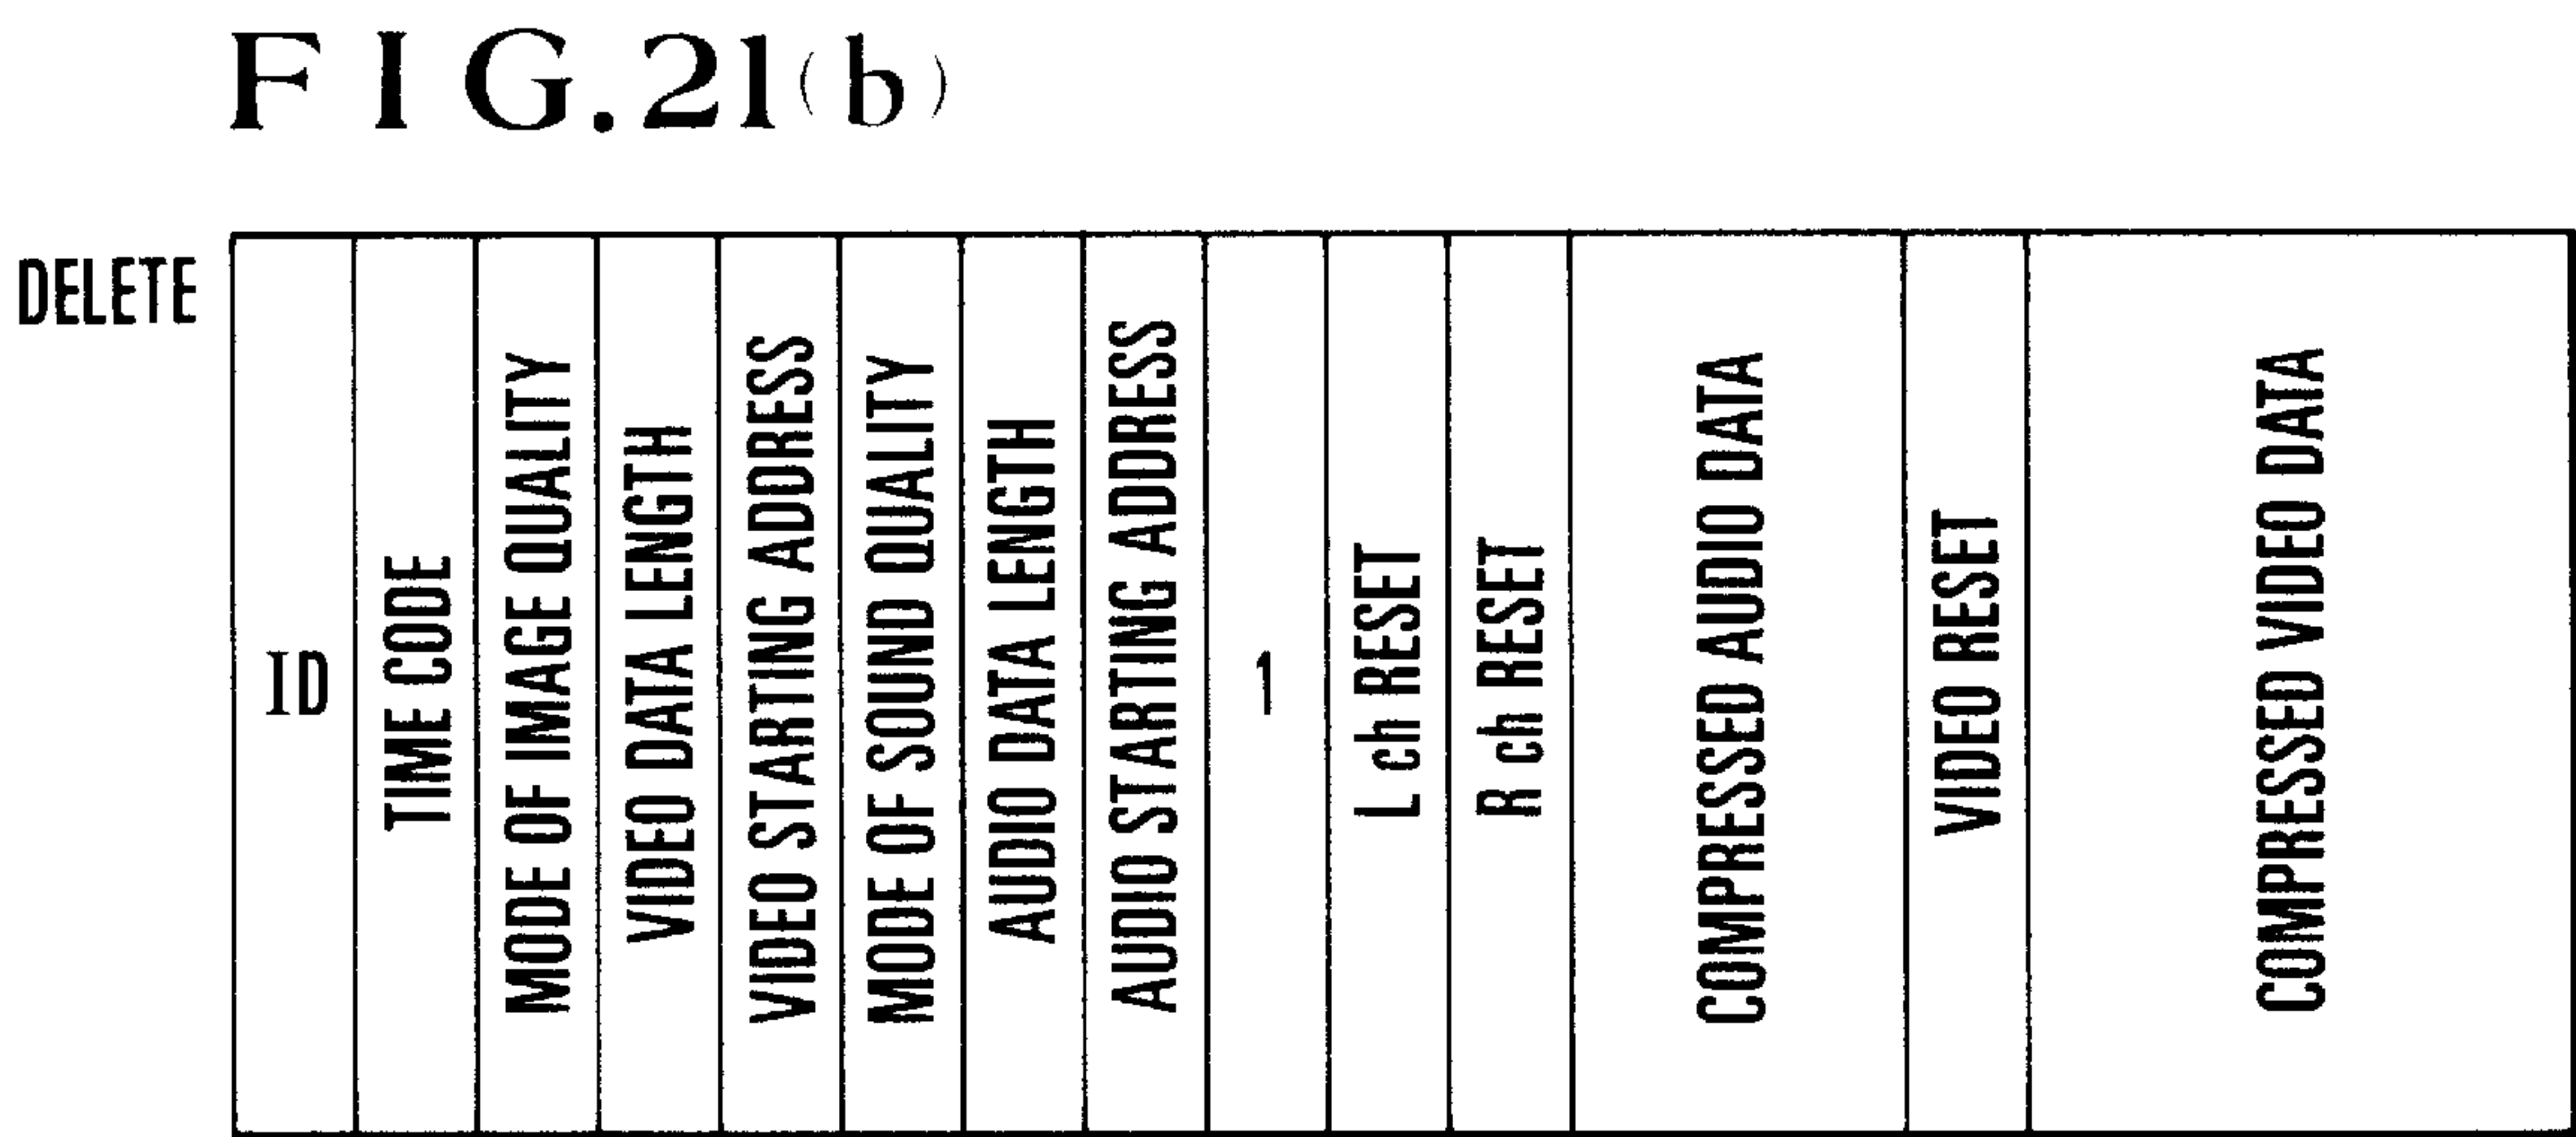 FIG.21(b)
DELETE
ID
TIME CODE
MODE OF IMAGE QUALITY
VIDEO DATA LENGTH
VIDEO STARTING ADDRESS
MODE OF SOUND QUALITY
AUDIO DATA LENGTH
AUDIO STARTING ADDRESS
1
L ch RESET
R ch RESET
COMPRESSED AUDIO DATA
VIDEO RESET
COMPRESSED VIDEO DATA